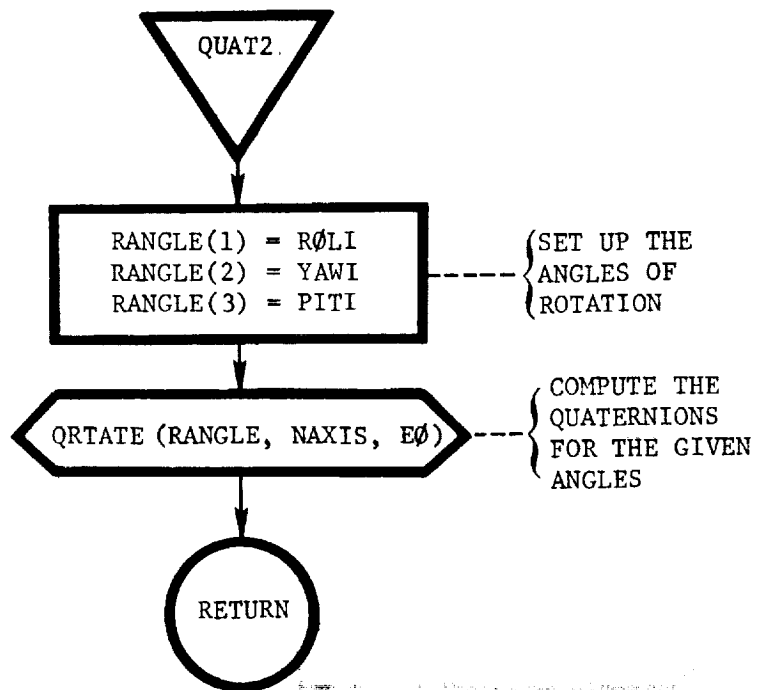 QUAT2.
RANGLE(1) = RØLI
RANGLE(2) = YAWI
RANGLE(3) = PITI
SET UP THE
ANGLES OF
ROTATION
QRTATE (RANGLE, NAXIS, EØ)
COMPUTE THE
QUATERNIONS
FOR THE GIVEN
ANGLES
RETURN